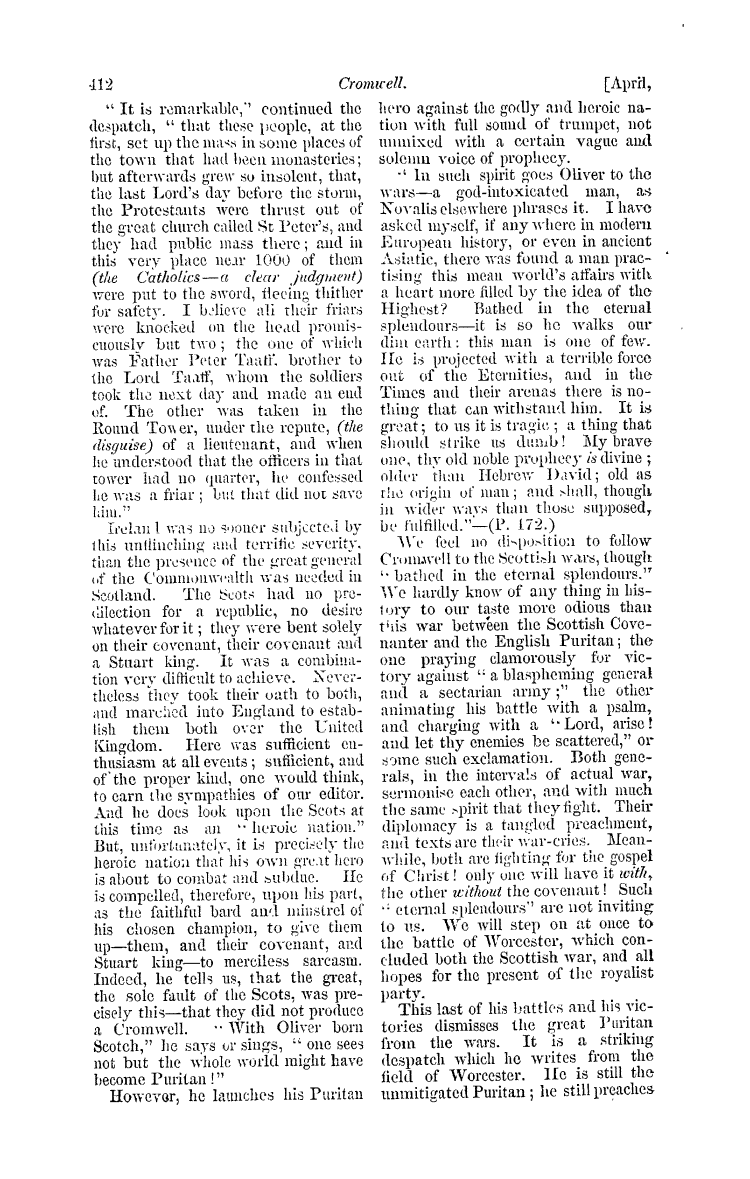 412
Cromwell.
[April,
“ It is remarkable,” continued the
despatch, “ that these people, at the
first, set up the mass in some places of
the town that had been monasteries;
but afterwards grew so insolent, that,
the last Lord's day before the storm,
the Protestants were thrust out of
the great church called St Peter's, and
they had public mass there; and in
this very place near 1000 of them
(the Catholics—a clear judgment)
were put to the sword, fleeing thither
for safety. I believe all their friars
were knocked on the head promis-
cuously but two; the one of which
was Father Peter Taaff, brother to
the Lord Taaff, whom the soldiers
took the next day and made an end
of. The other was taken in the
Round Tower, under the repute, (the
disguise) of a lieutenant, and when
he understood that the officers in that
tower had no quarter, he confessed
he was a friar; but that did not save
him.”
Ireland was no sooner subjected by
this unflinching and terrific severity,
than the presence of the great general
of the Commonwealth was needed in
Scotland. The Scots had no pre-
dilection for a republic, no desire
whatever for it; they were bent solely
on their covenant, their covenant and
a Stuart king. It was a combina-
tion very difficult to achieve. Never-
theless they took their oath to both,
and marched into England to estab-
lish them both over the United
Kingdom. Here was sufficient en-
thusiasm at all events; sufficient, and
of the proper kind, one would think,
to earn the sympathies of our editor.
And he does look upon the Scots at
this time as an “ heroic nation.”
But, unfortunately, it is precisely the
heroic nation that his own great hero
is about to combat and subdue. He
is compelled, therefore, upon his part,
as the faithful bard and minstrel of
his chosen champion, to give them
up—them, and their covenant, and
Stuart king—to merciless sarcasm.
Indeed, he tells us, that the great,
the sole fault of the Scots, was pre-
cisely this—that they did not produce
a Cromwell. “ With Oliver born
Scotch,” he says or sings, “ one sees
not but the whole world might have
become Puritan!”
However, he launches his Puritan
hero against the godly and heroic na-
tion with full sound of trumpet, not
unmixed with a certain vague and
solemn voice of prophecy.
“ In such spirit goes Oliver to the
wars—a god-intoxicated man, as
Novalis elsewhere phrases it. I have
asked myself, if any where in modern
European history, or even in ancient
Asiatic, there was found a man prac-
tising this mean world's affairs with
a heart more filled by the idea of the
Highest? Bathed in the eternal
splendours—it is so he walks our
dim earth: this man is one of few.
He is projected with a terrible force
out of the Eternities, and in the
Times and their arenas there is no-
thing that can withstand him. It is
great; to us it is tragic; a thing that
should strike us dumb! My brave
one, thy old noble prophecy is divine;
older than Hebrew David; old as
the origin of man; and shall, though
in wider ways than those supposed,
be fulfilled.”—(P. 172.)
We feel no disposition to follow
Cromwell to the Scottish wars, though
“ bathed in the eternal splendours.”
We hardly know of any thing in his-
tory to our taste more odious than
this war between the Scottish Cove-
nanter and the English Puritan; the
one praying clamorously for vic-
tory against “ a blaspheming general
and a sectarian army;” the other
animating his battle with a psalm,
and charging with a “ Lord, arise!
and let thy enemies be scattered,” or
some such exclamation. Both gene-
rals, in the intervals of actual war,
sermonise each other, and with much
the same spirit that they fight. Their
diplomacy is a tangled preachment,
and texts are their war-cries. Mean-
while, both are fighting for the gospel
of Christ! only one will have it with,
the other without the covenant! Such
“ eternal splendours” are not inviting
to us. We will step on at once to
the battle of Worcester, which con-
cluded both the Scottish war, and all
hopes for the present of the royalist
party.
This last of his battles and his vic-
tories dismisses the great Puritan
from the wars. It is a striking
despatch which he writes from the
field of Worcester. He is still the
unmitigated Puritan; he still preaches